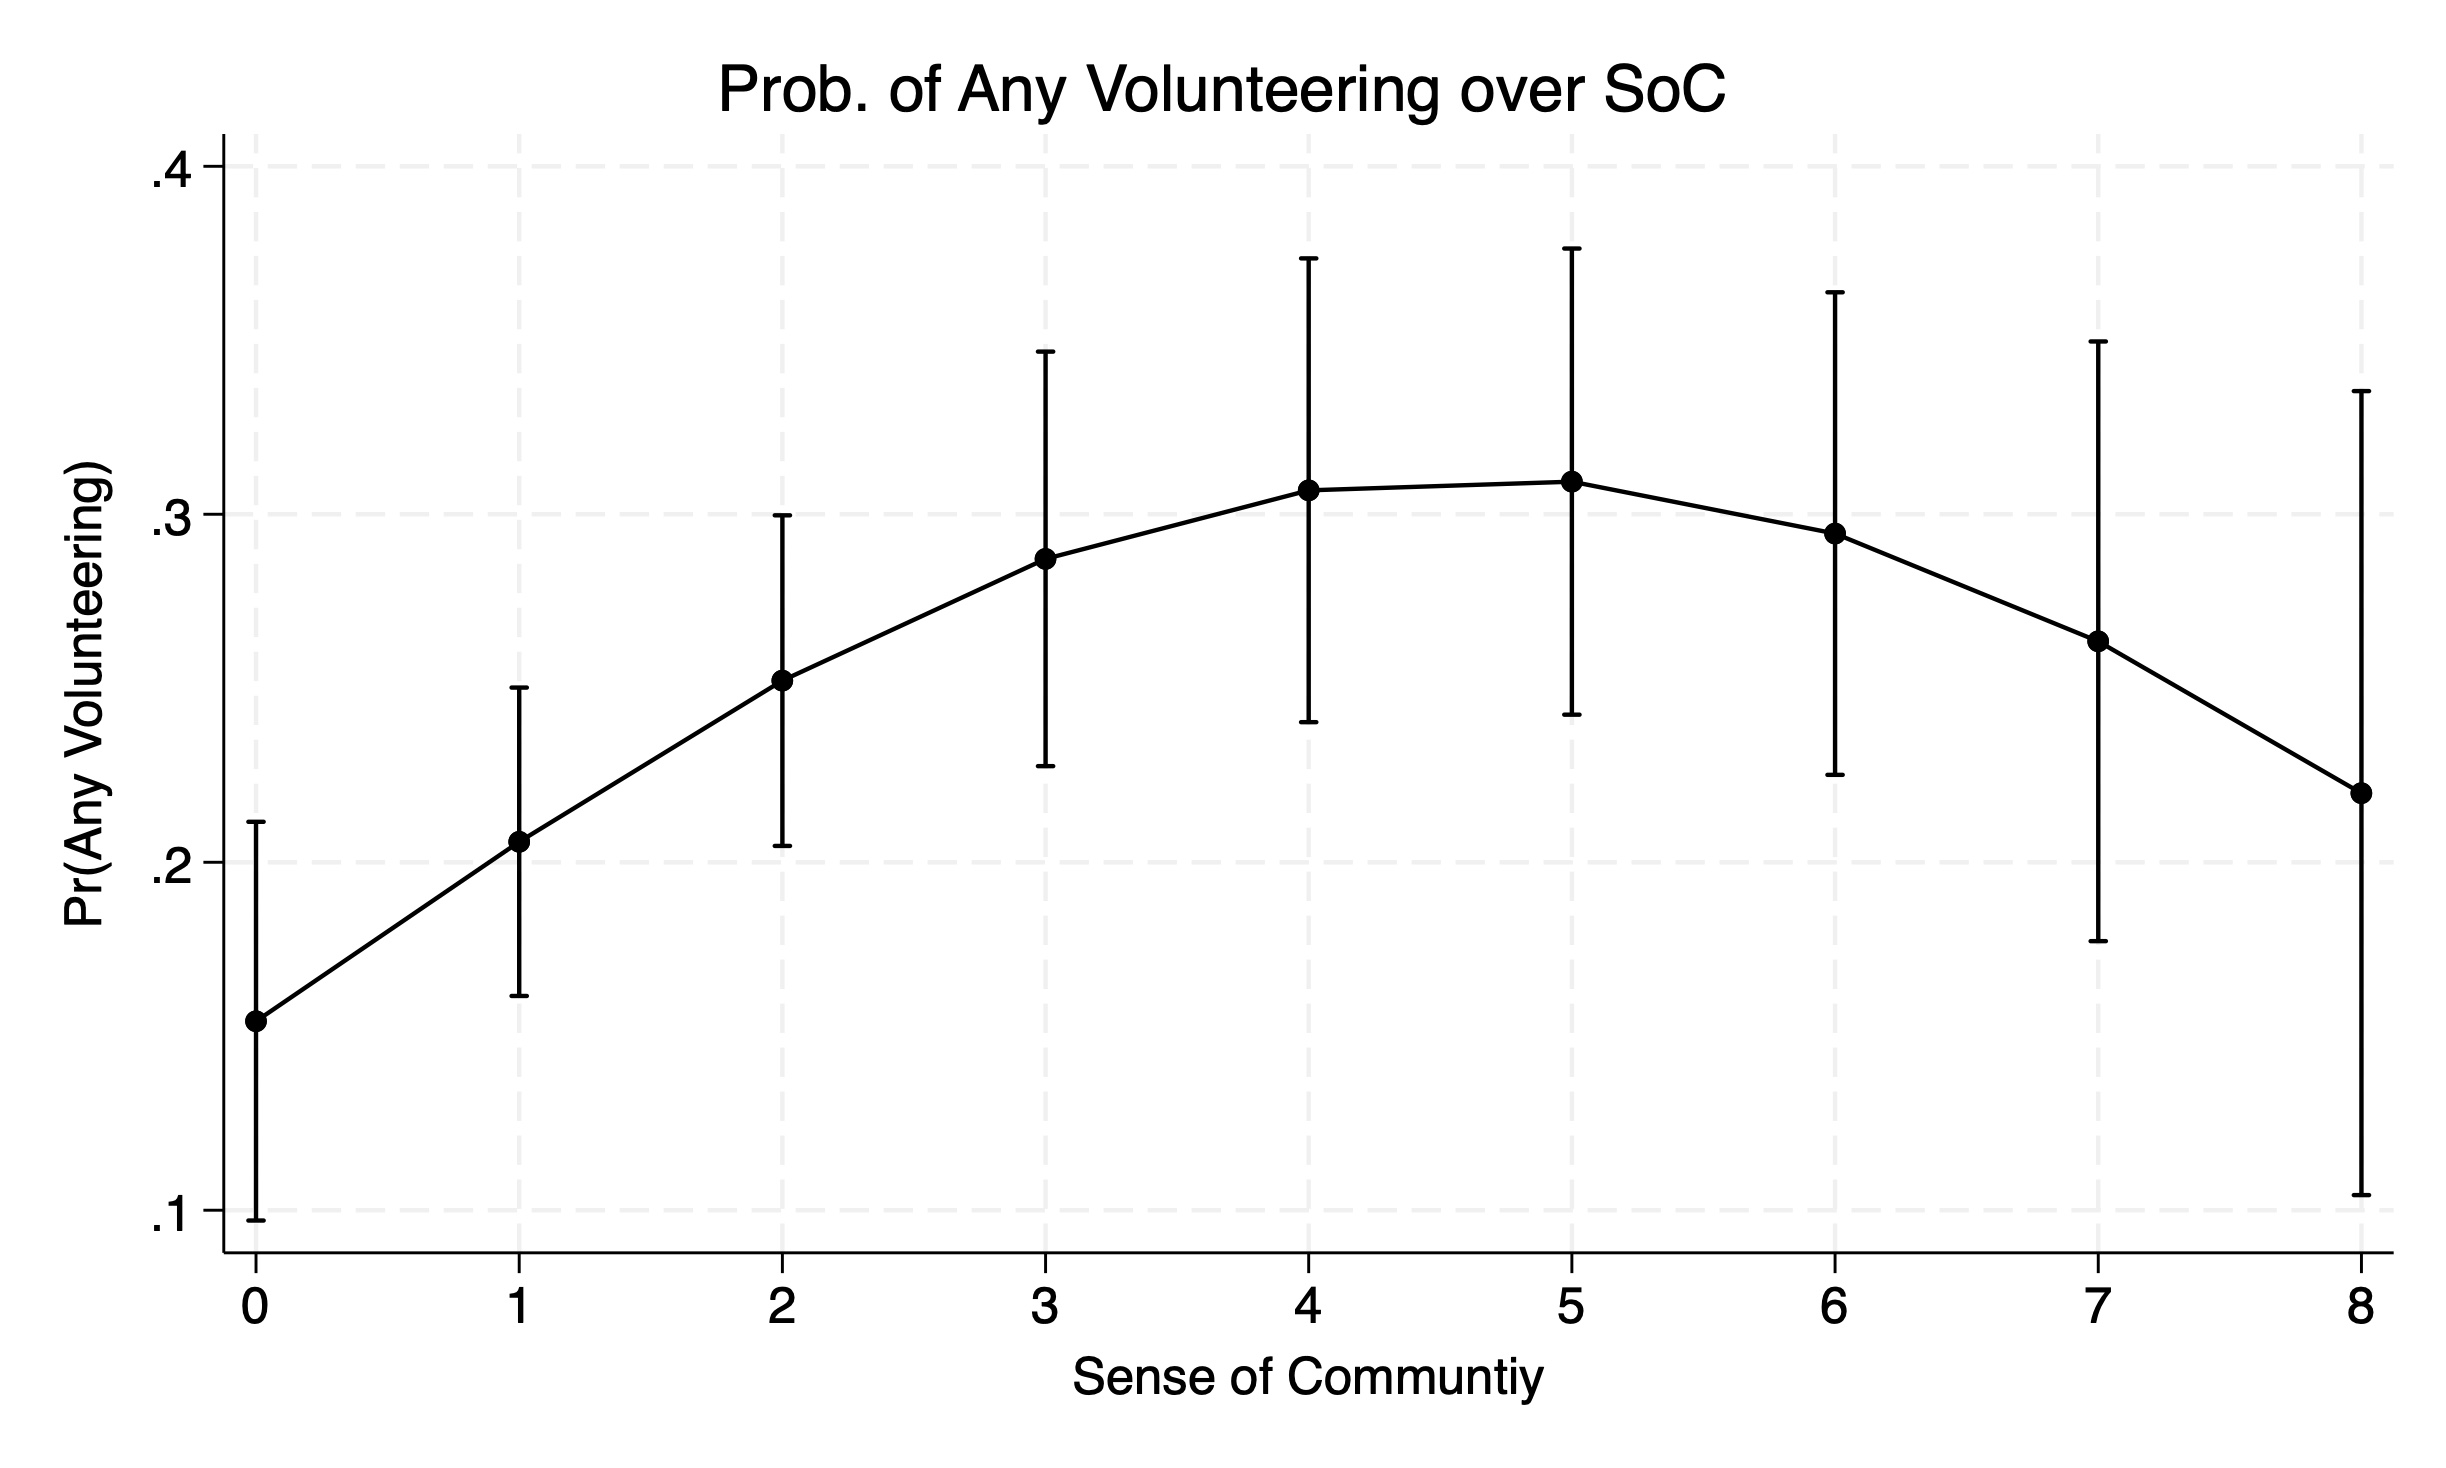 Prob. of Any Volunteering over SoC
Pr(Any Volunteering)
.4
.3
.2
.1
0 1 2 3 4 5 6 7 8
Sense of Communtiy